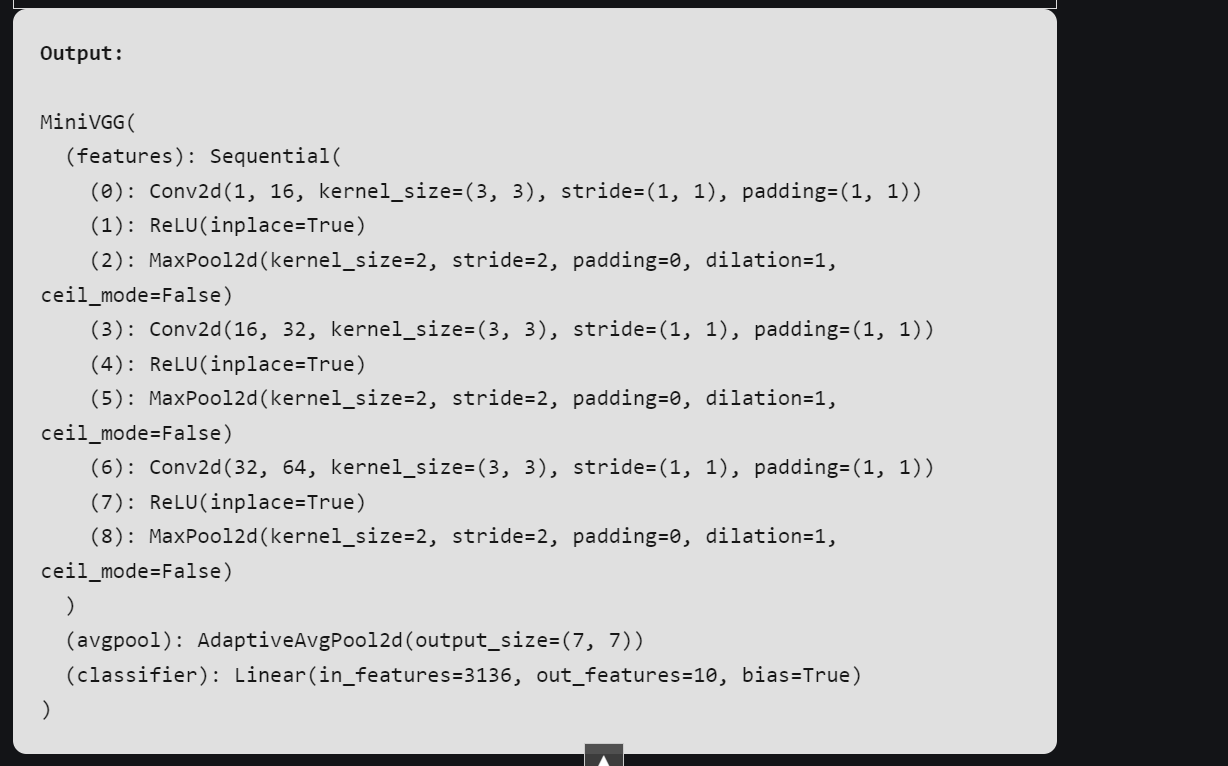 Output:
MiniVGG(
  (features): Sequential(
    (0): Conv2d(1, 16, kernel_size=(3, 3), stride=(1, 1), padding=(1, 1))
    (1): ReLU(inplace=True)
    (2): MaxPool2d(kernel_size=2, stride=2, padding=0, dilation=1,
ceil_mode=False)
    (3): Conv2d(16, 32, kernel_size=(3, 3), stride=(1, 1), padding=(1, 1))
    (4): ReLU(inplace=True)
    (5): MaxPool2d(kernel_size=2, stride=2, padding=0, dilation=1,
ceil_mode=False)
    (6): Conv2d(32, 64, kernel_size=(3, 3), stride=(1, 1), padding=(1, 1))
    (7): ReLU(inplace=True)
    (8): MaxPool2d(kernel_size=2, stride=2, padding=0, dilation=1,
ceil_mode=False)
  )
  (avgpool): AdaptiveAvgPool2d(output_size=(7, 7))
  (classifier): Linear(in_features=3136, out_features=10, bias=True)
)